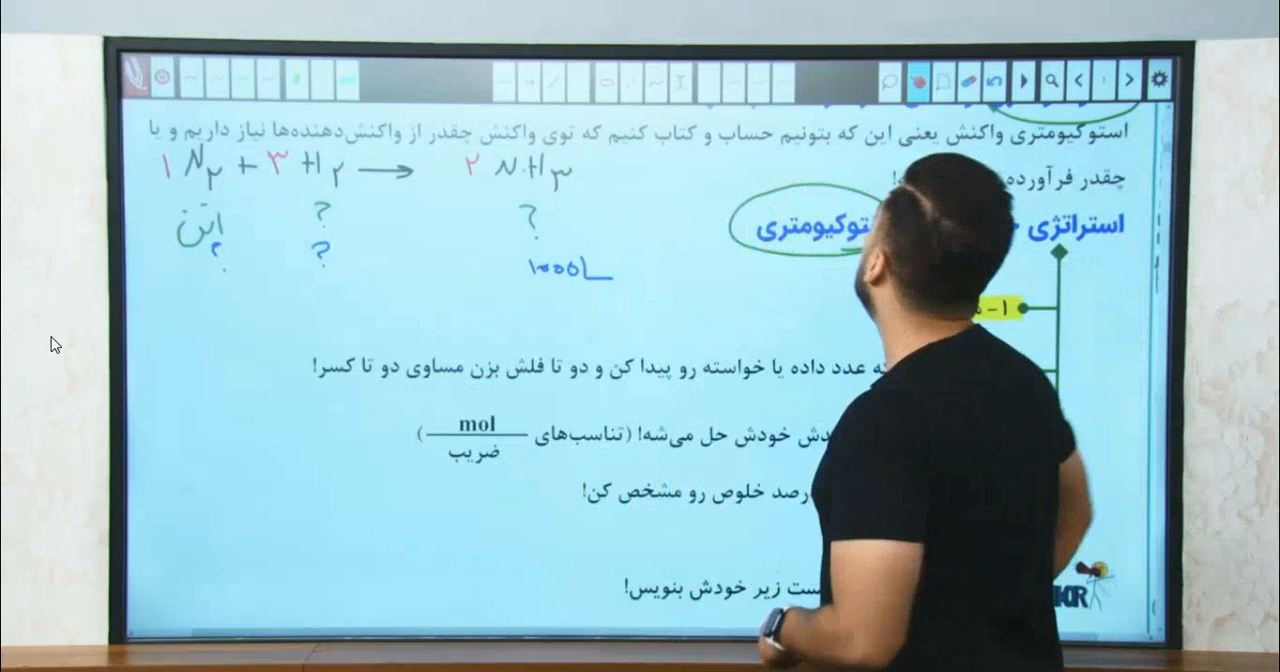 استوکیومتری واکنش یعنی این که بتونیم حساب و کتاب کنیم که توی واکنش چقدر از واکنش‌دهنده‌ها نیاز داریم و یا
چقدر فرآورده
۱ N۲ + ۳ H۲ → ۲ NH۳
استراتژی
توکیومتری
۱تن ? ?
? ? ۱۰۰۰L
۱-
عدد داده یا خواسته رو پیدا کن و دو تا فلش بزن مساوی دو تا کسر!
خودش حل می‌شه! (تناسب‌های mol
ضریب)
خلوص رو مشخص کن!
زیر خودش بنویس!
KR